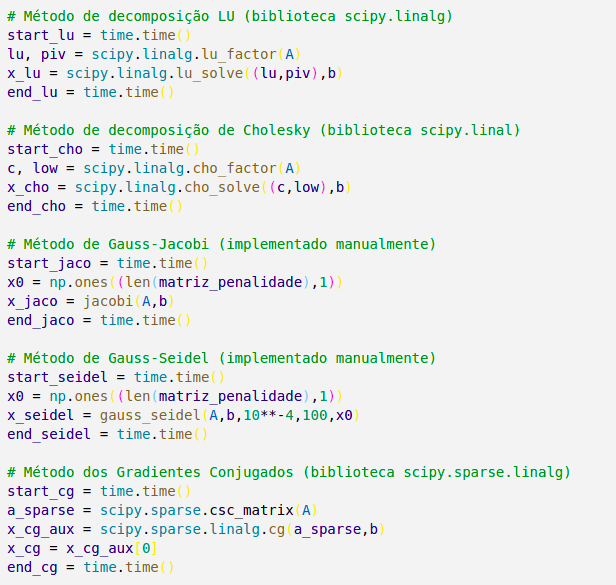 # Método de decomposição LU (biblioteca scipy.linalg)
start_lu = time.time()
lu, piv = scipy.linalg.lu_factor(A)
x_lu = scipy.linalg.lu_solve((lu,piv),b)
end_lu = time.time()

# Método de decomposição de Cholesky (biblioteca scipy.linal)
start_cho = time.time()
c, low = scipy.linalg.cho_factor(A)
x_cho = scipy.linalg.cho_solve((c,low),b)
end_cho = time.time()

# Método de Gauss-Jacobi (implementado manualmente)
start_jaco = time.time()
x0 = np.ones((len(matriz_penalidade),1))
x_jaco = jacobi(A,b)
end_jaco = time.time()

# Método de Gauss-Seidel (implementado manualmente)
start_seidel = time.time()
x0 = np.ones((len(matriz_penalidade),1))
x_seidel = gauss_seidel(A,b,10**-4,100,x0)
end_seidel = time.time()

# Método dos Gradientes Conjugados (biblioteca scipy.sparse.linalg)
start_cg = time.time()
a_sparse = scipy.sparse.csc_matrix(A)
x_cg_aux = scipy.sparse.linalg.cg(a_sparse,b)
x_cg = x_cg_aux[0]
end_cg = time.time()